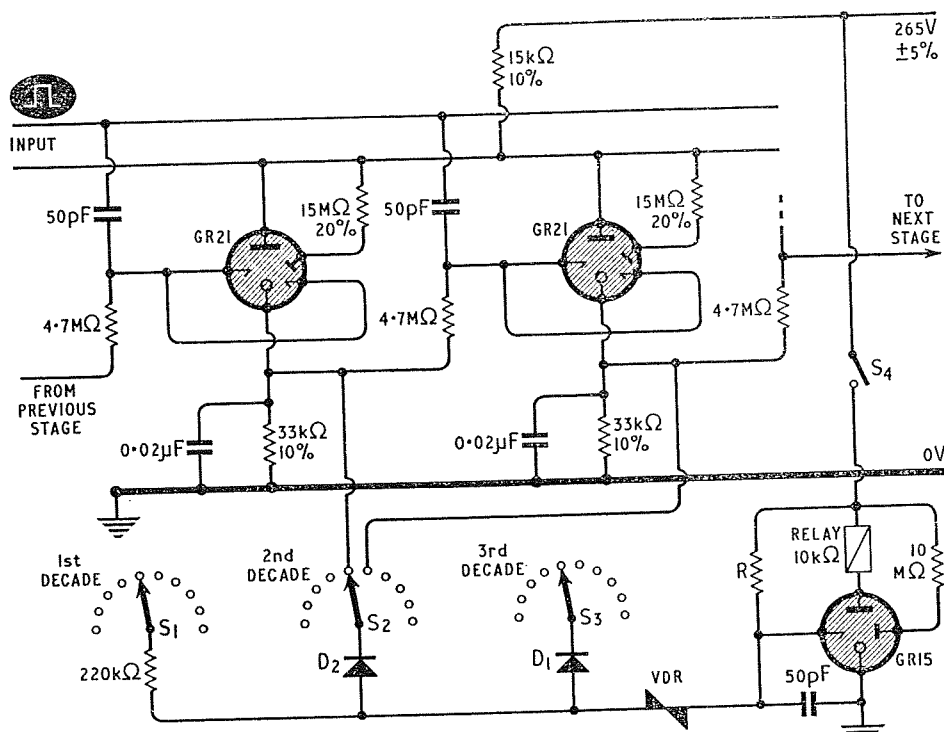 265V
±5%
15kΩ
10%
INPUT
50pF
GR21
15MΩ
20%
50pF
GR21
15MΩ
20%
TO
NEXT
STAGE
4·7MΩ
4·7MΩ
4·7MΩ
FROM
PREVIOUS
STAGE
S4
0·02µF
33kΩ
10%
0·02µF
33kΩ
10%
0V
1st
DECADE
2nd
DECADE
3rd
DECADE
RELAY
10kΩ
R
10
MΩ
S1
S2
S3
220kΩ
D2
D1
VDR
50pF
GR15